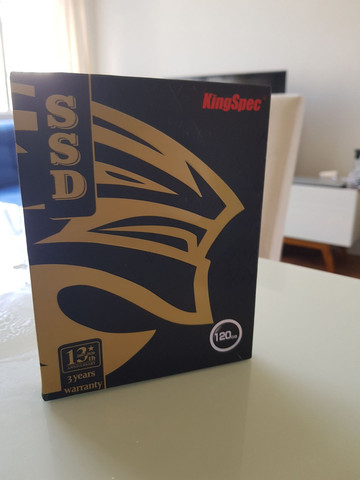 SSD
KingSpec
120GB
13th
3 years
warranty